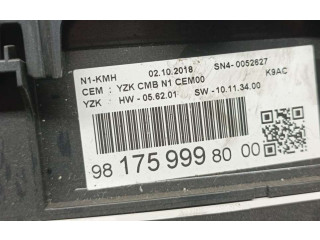 N1-KMH 02.10.2018 SN4-0052627
CEM : YZK CMB N1 CEM00 K9AC
YZK : HW - 05.62.01 SW - 10.11.34.00
98 175 999 80 00